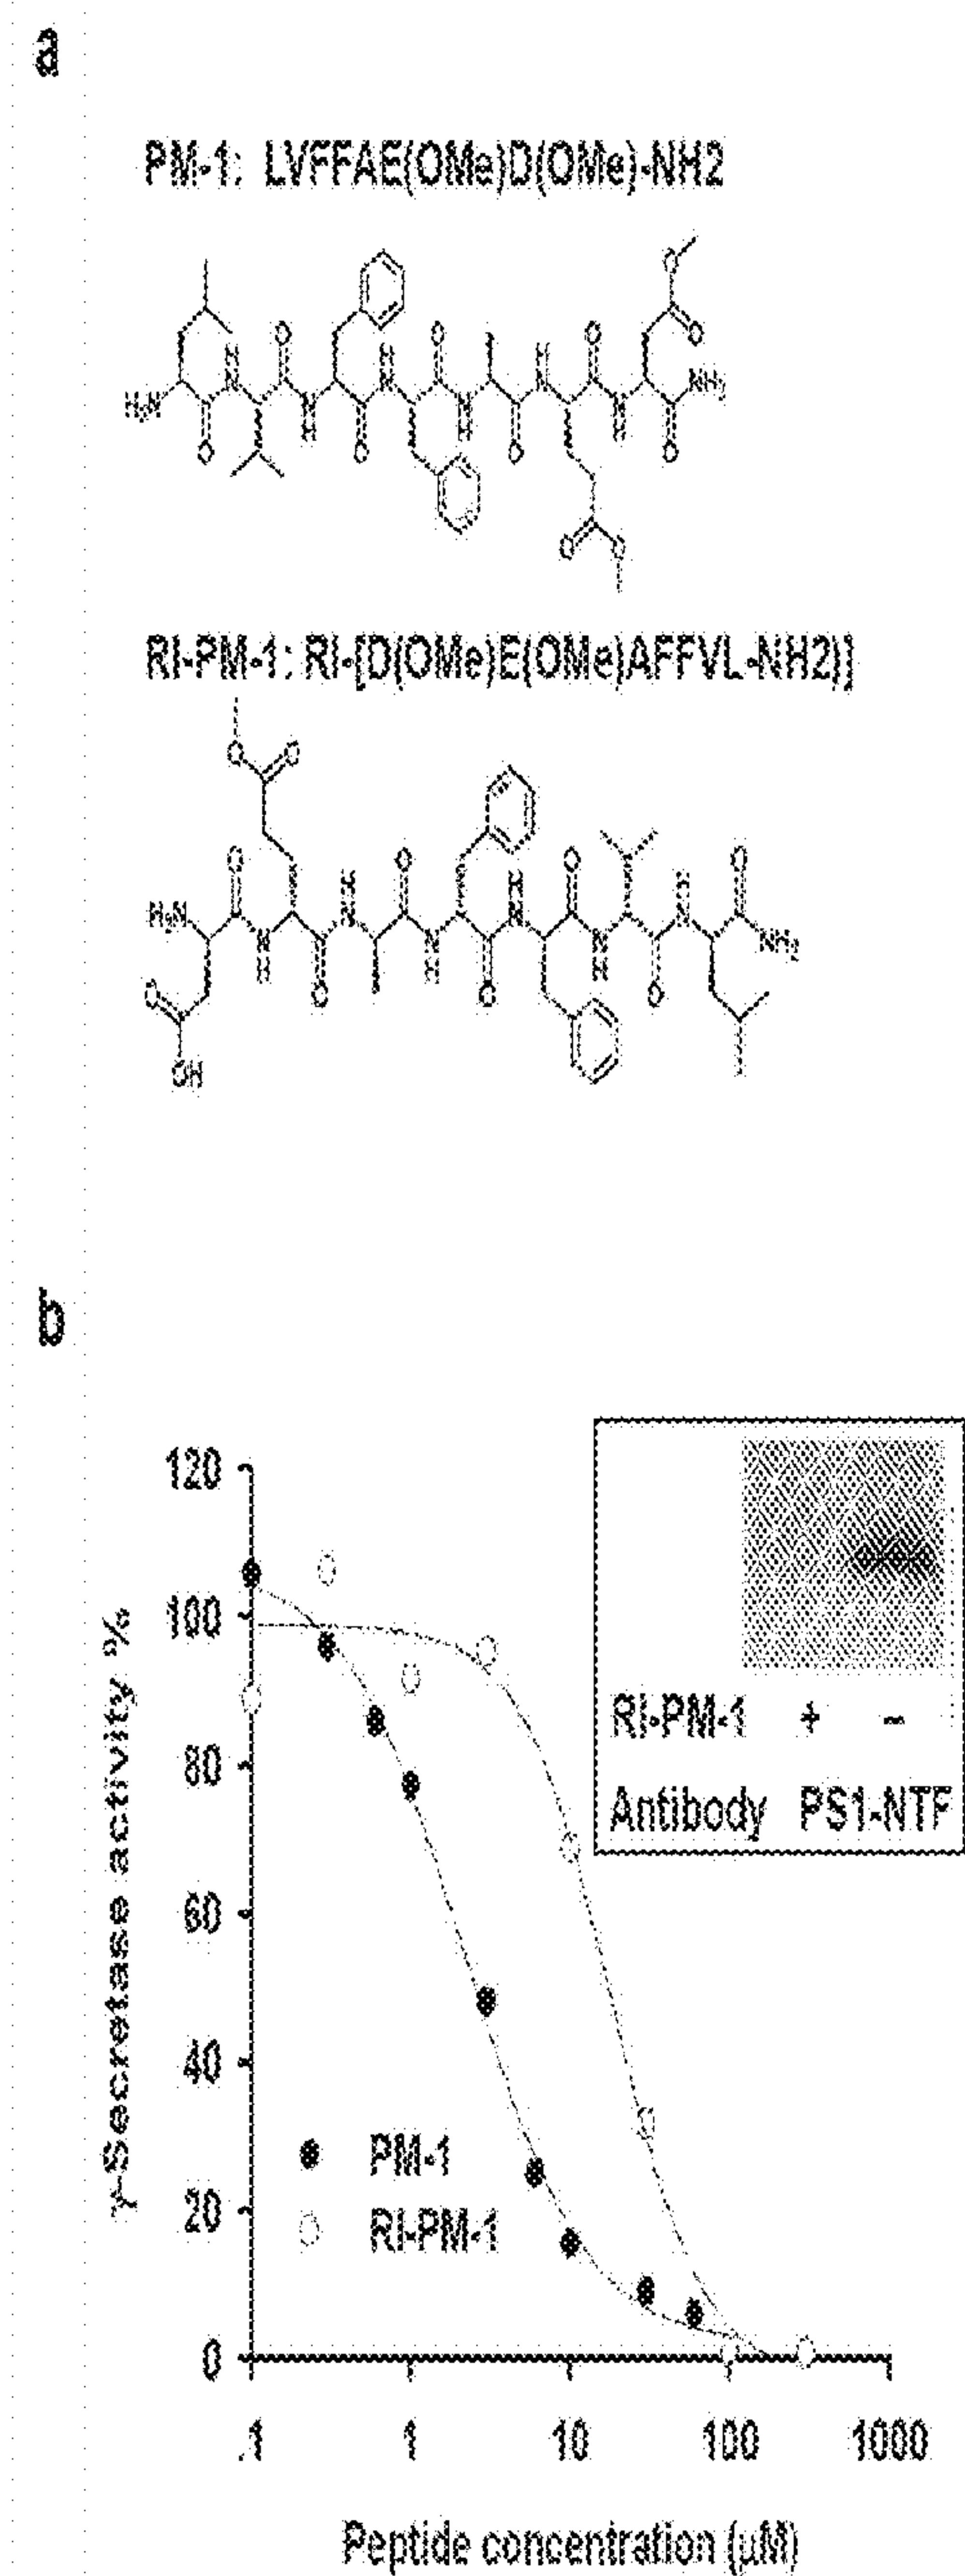 a
PM-1: LVFFAE(OMe)D(OMe)-NH2
O
O O O O
H H H
H₂N N N N NH₂
N N N
H H H
O O O O
O
O
RI-PM-1: RI-[D(OMe)E(OMe)AFFVL-NH2)]
O O
O O O O
H H H
H₂N N N N NH₂
N N N
H H H
O O O O
OH
b
120
100
80
60
40
20
0
γ-Secretase activity %
RI-PM-1 + -
Antibody PS1-NTF
PM-1
RI-PM-1
.1 1 10 100 1000
Peptide concentration (µM)